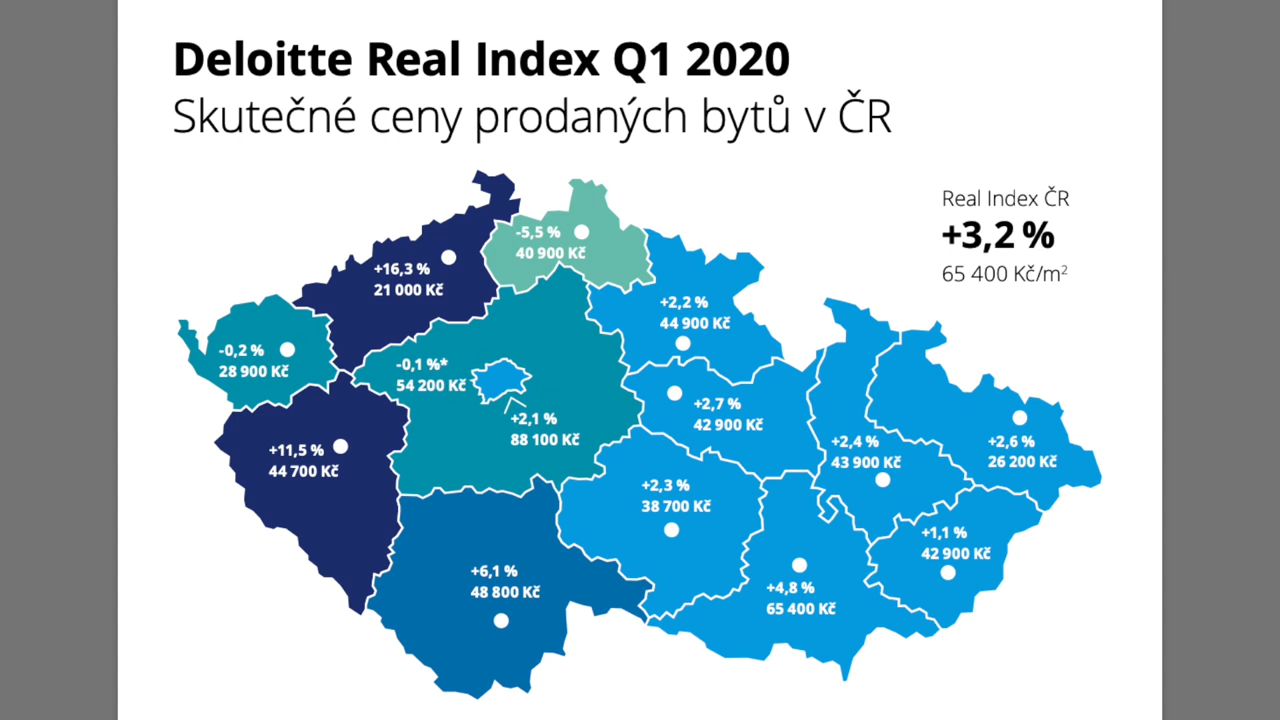 Deloitte Real Index Q1 2020
Skutečné ceny prodaných bytů v ČR
Real Index ČR
+3,2 %
65 400 Kč/m²
-5,5 %
40 900 Kč
+16,3 %
21 000 Kč
+2,2 %
44 900 Kč
-0,2 %
28 900 Kč
-0,1 %*
54 200 Kč
+2,1 %
88 100 Kč
+2,7 %
42 900 Kč
+11,5 %
44 700 Kč
+2,4 %
43 900 Kč
+2,6 %
26 200 Kč
+2,3 %
38 700 Kč
+1,1 %
42 900 Kč
+6,1 %
48 800 Kč
+4,8 %
65 400 Kč